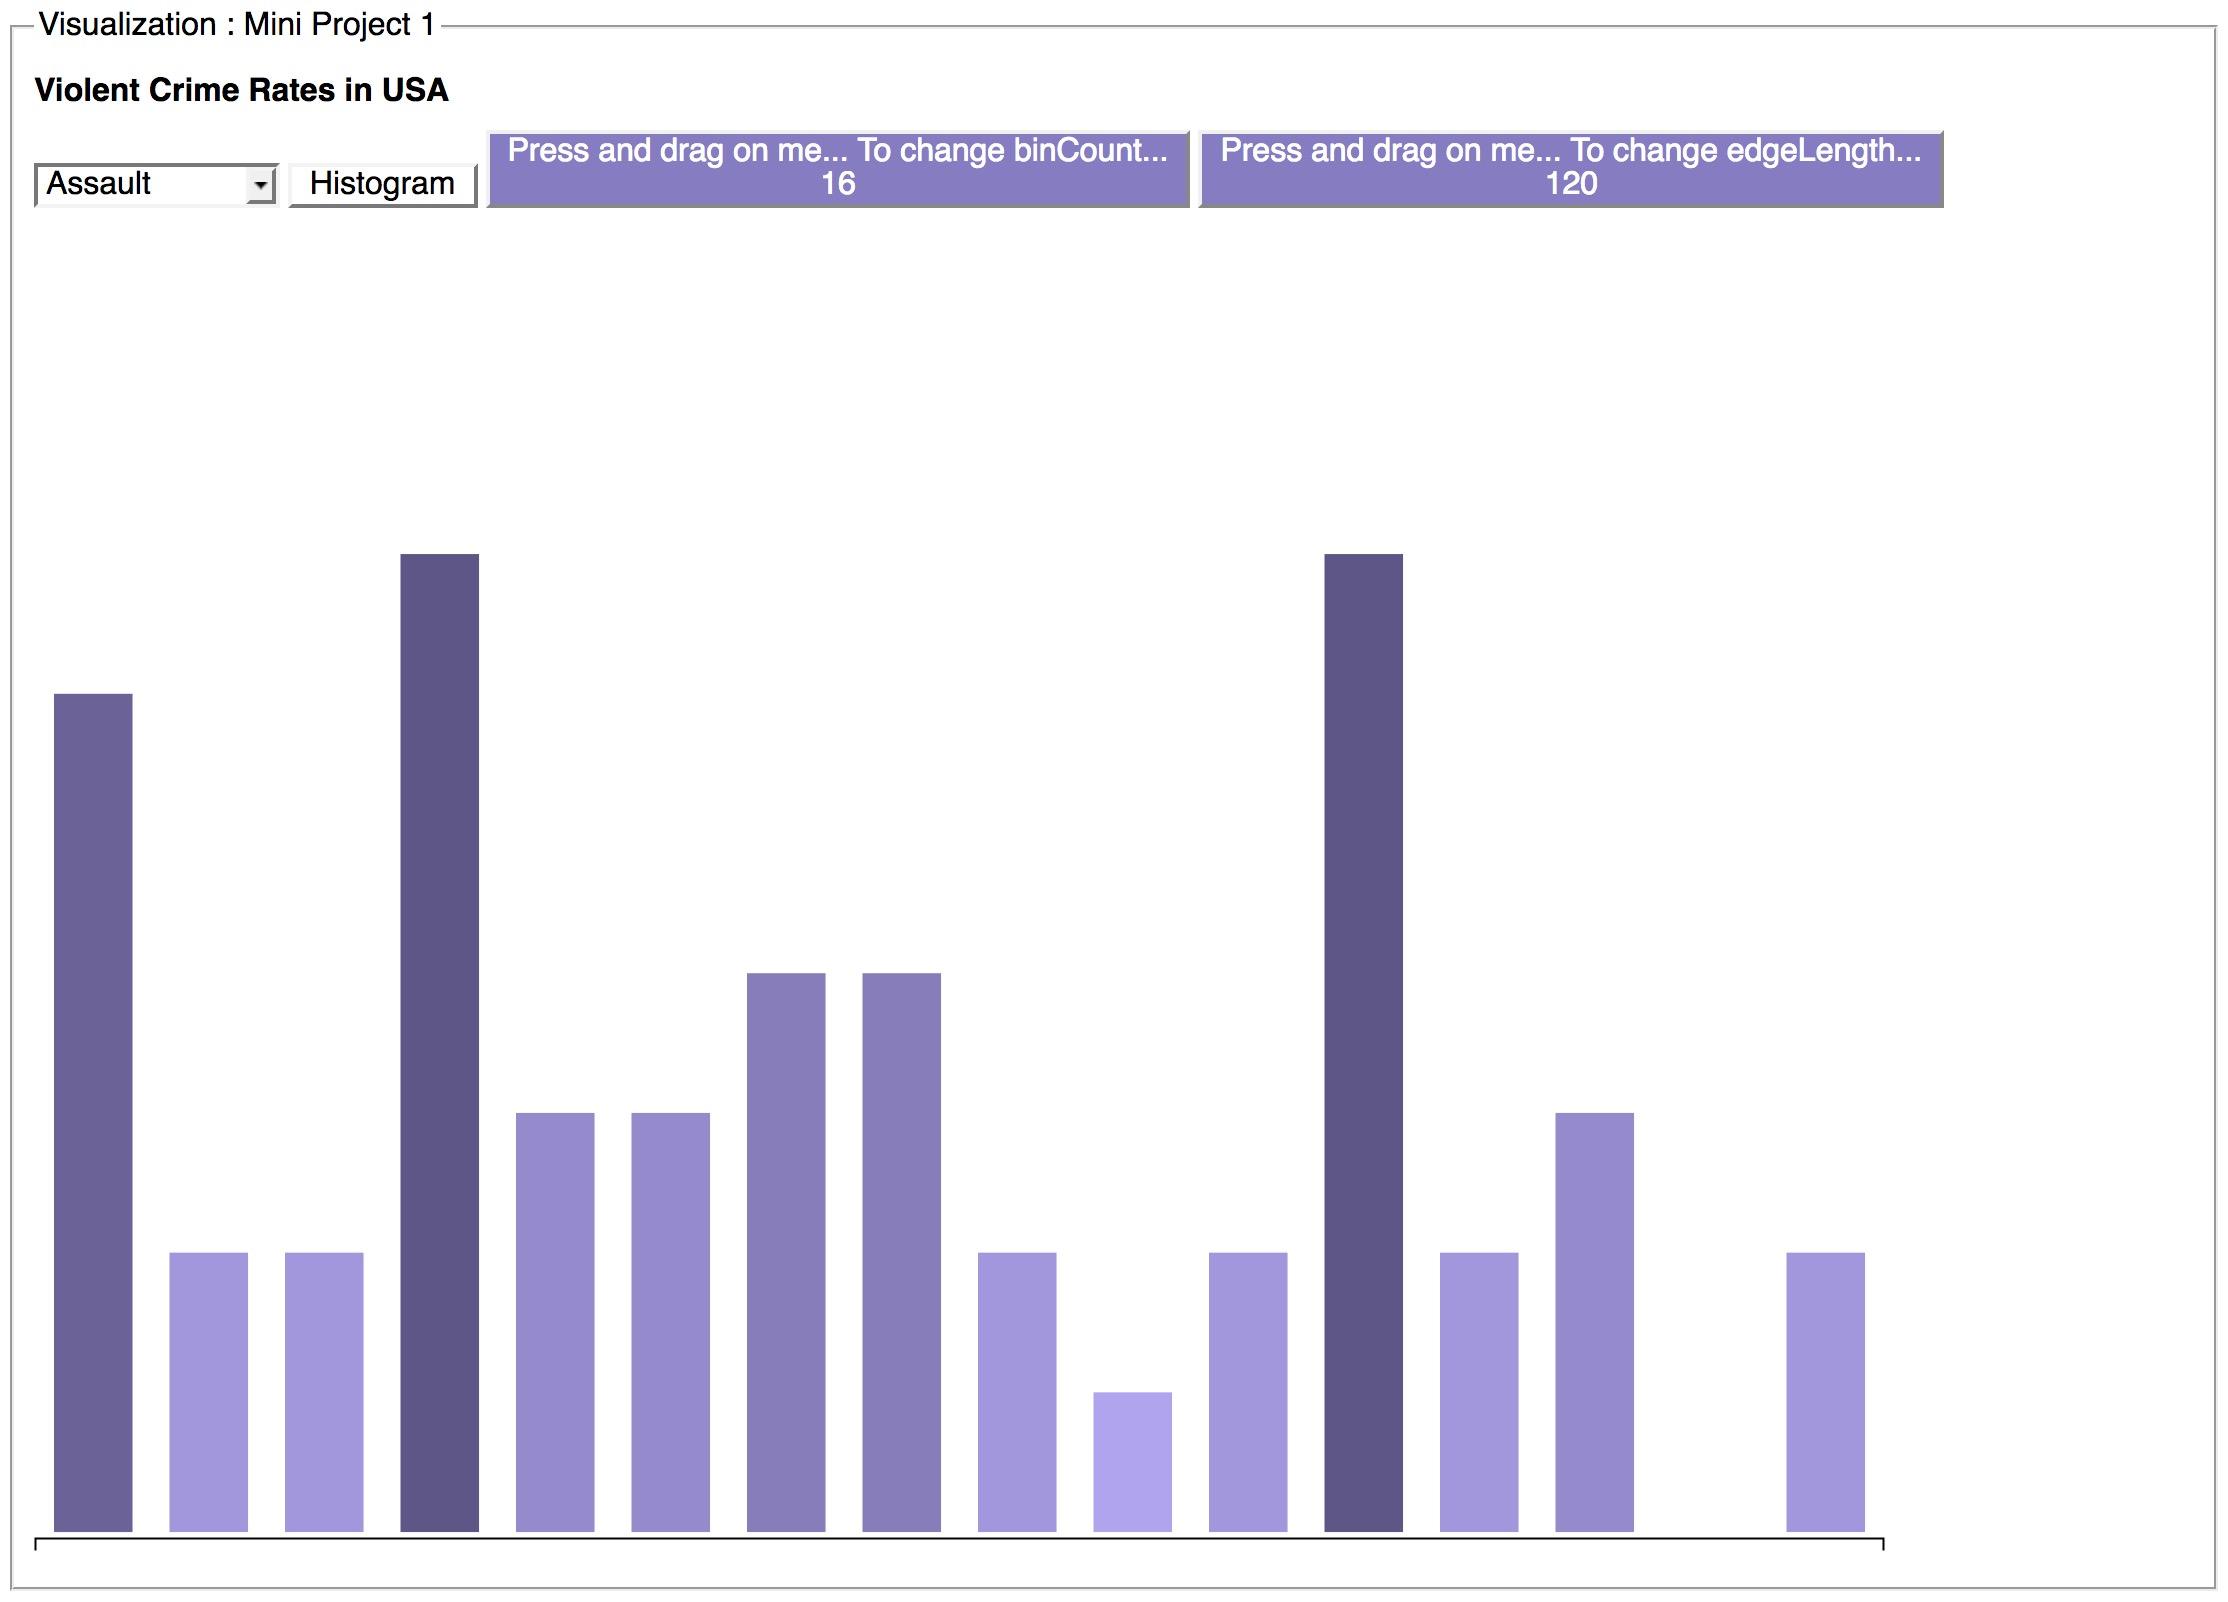 Visualization : Mini Project 1
Violent Crime Rates in USA
Assault
Histogram
Press and drag on me... To change binCount...
16
Press and drag on me... To change edgeLength...
120